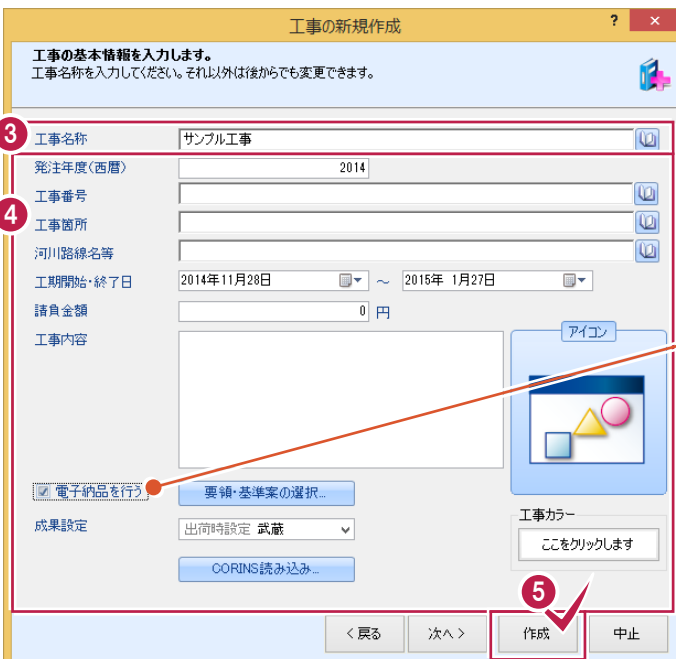 工事の新規作成
? ×
工事の基本情報を入力します。
工事名称を入力してください。それ以外は後からでも変更できます。
3
工事名称 サンプル工事
発注年度(西暦) 2014
工事番号
4
工事箇所
河川路線名等
工期開始・終了日 2014年11月28日 ～ 2015年 1月27日
請負金額 0 円
工事内容
アイコン
電子納品を行う 要領・基準案の選択...
成果設定 出荷時設定 武蔵
工事カラー
ここをクリックします
CORINS読み込み...
5
< 戻る 次へ > 作成 中止